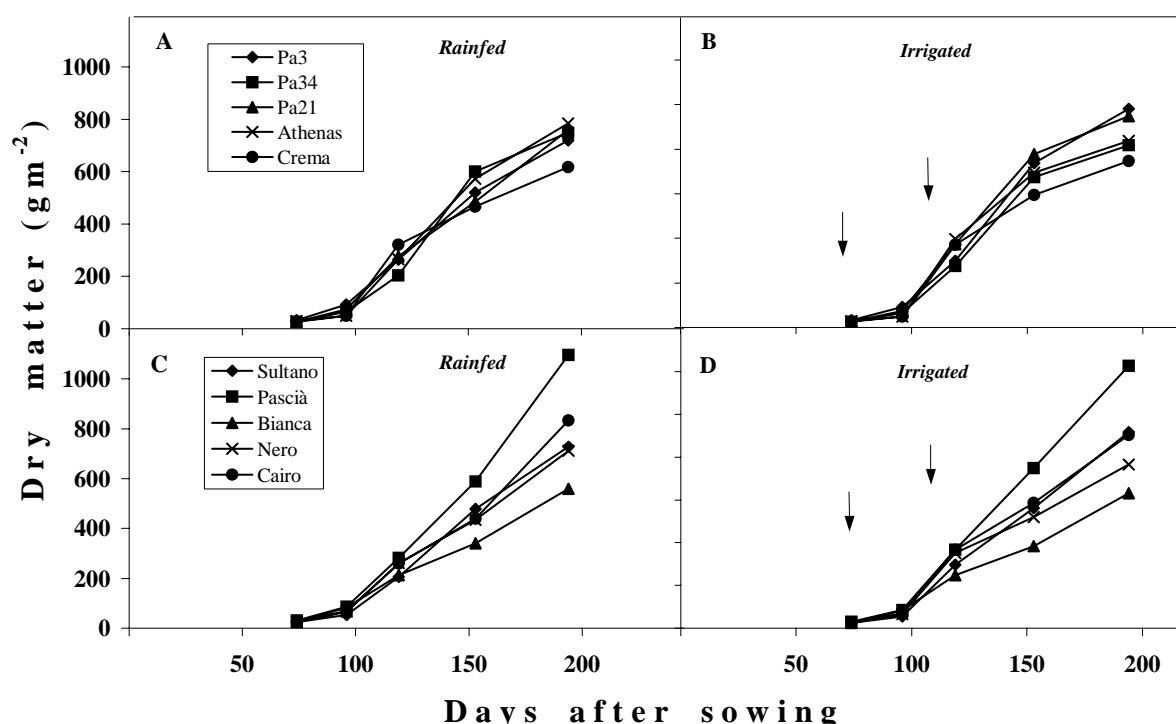 A
Rainfed
Pa3
Pa34
Pa21
Athenas
Crema
B
Irrigated
1000
800
600
400
200
0
C
Rainfed
Sultano
Pascià
Bianca
Nero
Cairo
D
Irrigated
1000
800
600
400
200
0
50 100 150 200
50 100 150 200
Dry matter (gm-2)
Days after sowing